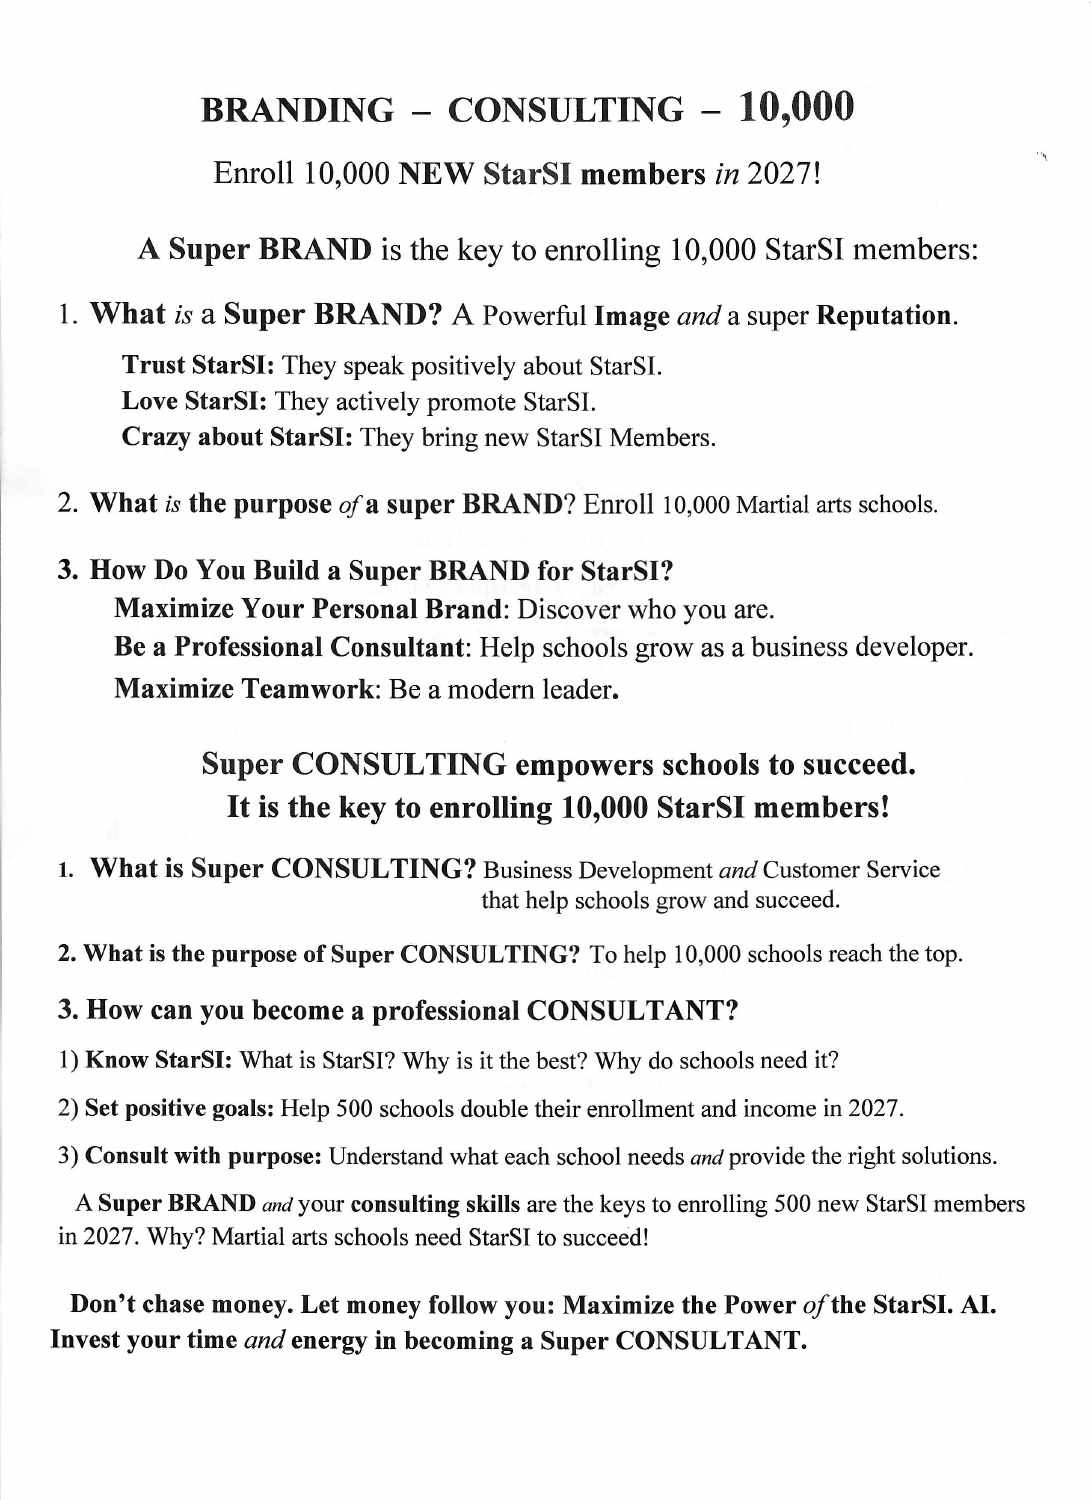 BRANDING – CONSULTING – 10,000
Enroll 10,000 NEW StarSI members in 2027!
A Super BRAND is the key to enrolling 10,000 StarSI members:
1. What is a Super BRAND? A Powerful Image and a super Reputation.
Trust StarSI: They speak positively about StarSI.
Love StarSI: They actively promote StarSI.
Crazy about StarSI: They bring new StarSI Members.
2. What is the purpose of a super BRAND? Enroll 10,000 Martial arts schools.
3. How Do You Build a Super BRAND for StarSI?
Maximize Your Personal Brand: Discover who you are.
Be a Professional Consultant: Help schools grow as a business developer.
Maximize Teamwork: Be a modern leader.
Super CONSULTING empowers schools to succeed.
It is the key to enrolling 10,000 StarSI members!
1. What is Super CONSULTING? Business Development and Customer Service
that help schools grow and succeed.
2. What is the purpose of Super CONSULTING? To help 10,000 schools reach the top.
3. How can you become a professional CONSULTANT?
1) Know StarSI: What is StarSI? Why is it the best? Why do schools need it?
2) Set positive goals: Help 500 schools double their enrollment and income in 2027.
3) Consult with purpose: Understand what each school needs and provide the right solutions.
A Super BRAND and your consulting skills are the keys to enrolling 500 new StarSI members
in 2027. Why? Martial arts schools need StarSI to succeed!
Don't chase money. Let money follow you: Maximize the Power of the StarSI. AI.
Invest your time and energy in becoming a Super CONSULTANT.